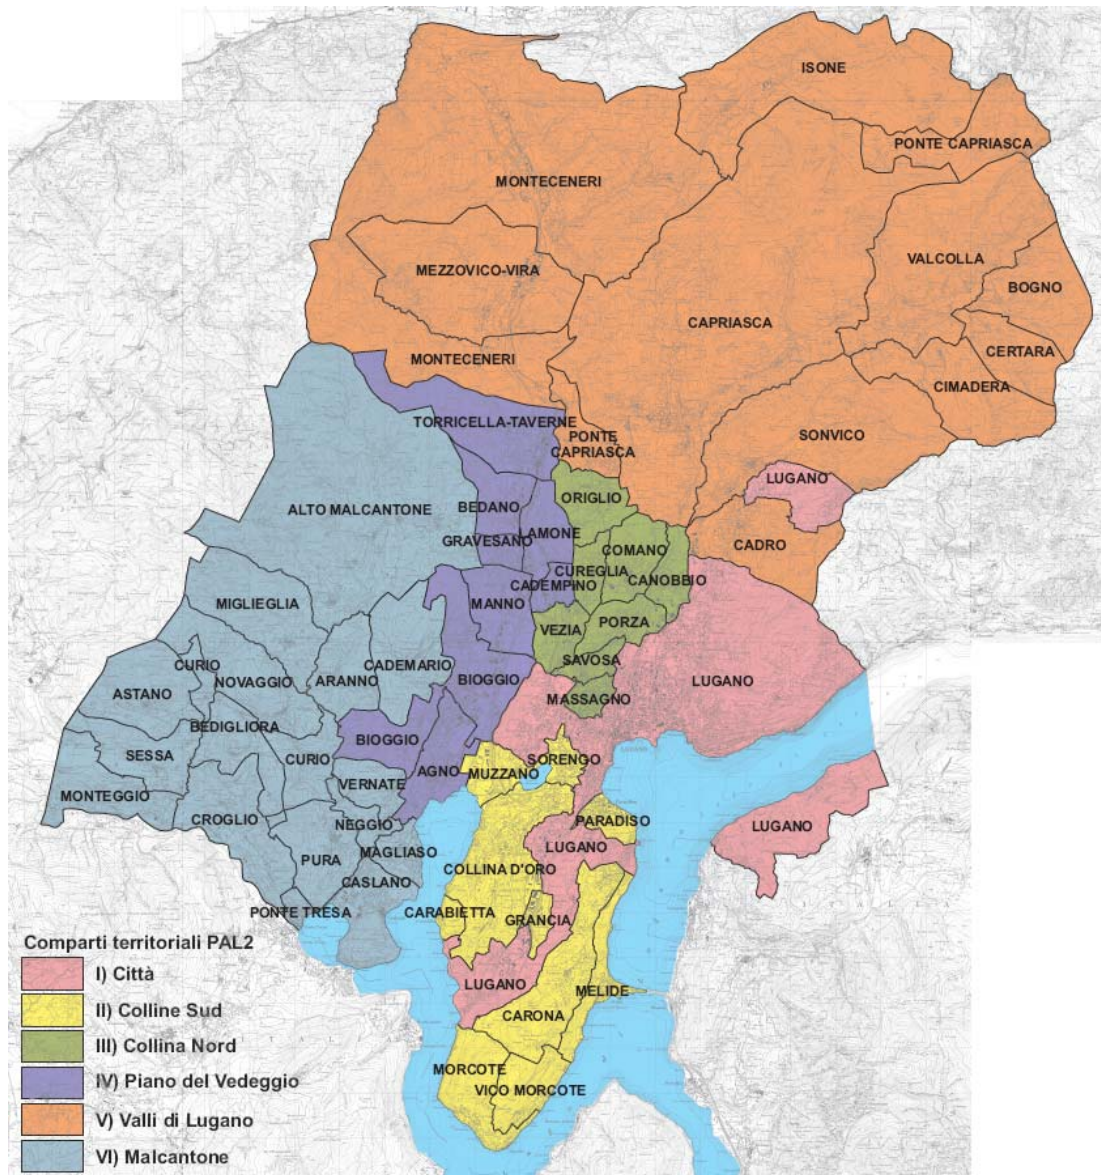 ISONE
PONTE CAPRIASCA
MONTECENERI
VALCOLLA
MEZZOVICO-VIRA
BOGNO
CAPRIASCA
CERTARA
MONTECENERI
CIMADERA
TORRICELLA-TAVERNE
SONVICO
PONTE
CAPRIASCA
LUGANO
ORIGLIO
BEDANO
ALTO MALCANTONE
LAMONE
GRAVESANO
CADRO
COMANO
CUREGLIA
CADEMPINO
CANOBBIO
MIGLIEGLIA
MANNO
PORZA
VEZIA
SAVOSA
CURIO
CADEMARIO
NOVAGGIO
ARANNO
BIOGGIO
LUGANO
ASTANO
MASSAGNO
BEDIGLIORA
BIOGGIO
SESSA
CURIO
SORENGO
AGNO
MUZZANO
VERNATE
MONTEGGIO
CROGLIO
NEGGIO
PARADISO
LUGANO
LUGANO
MAGLIASO
PURA
COLLINA D'ORO
CASLANO
PONTE TRESA
CARABIETTA
GRANCIA
LUGANO
MELIDE
CARONA
MORCOTE
VICO MORCOTE
Comparti territoriali PAL2
I) Città
II) Colline Sud
III) Collina Nord
IV) Piano del Vedeggio
V) Valli di Lugano
VI) Malcantone